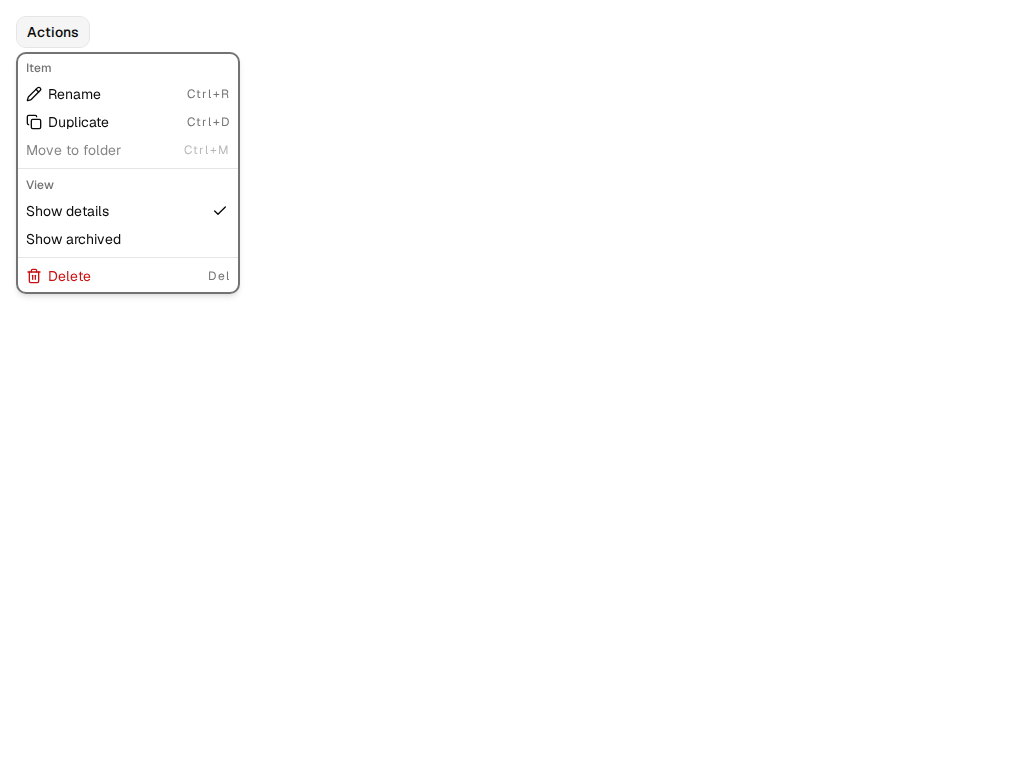 Actions
Item
Rename Ctrl+R
Duplicate Ctrl+D
Move to folder Ctrl+M
View
Show details
Show archived
Delete Del